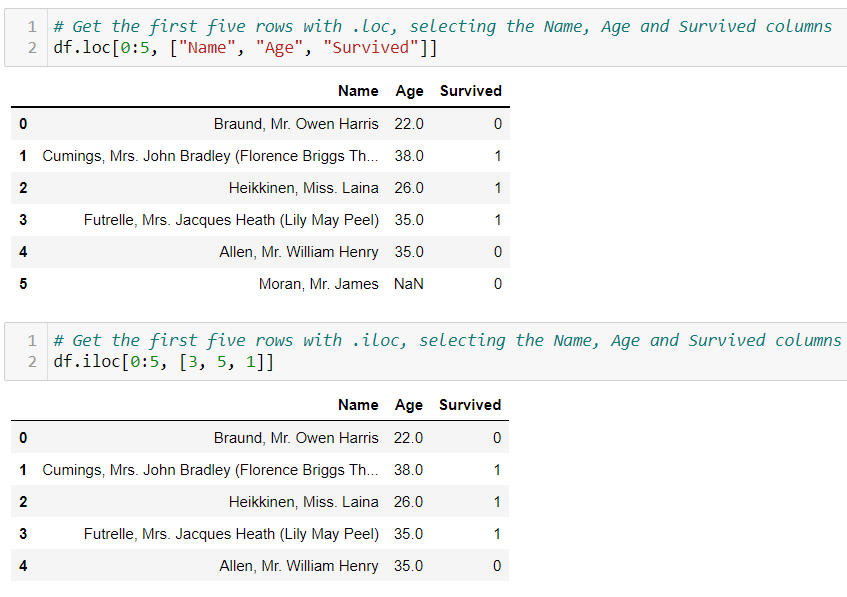 1 # Get the first five rows with .loc, selecting the Name, Age and Survived columns
2 df.loc[0:5, ["Name", "Age", "Survived"]]
Name Age Survived
0 Braund, Mr. Owen Harris 22.0 0
1 Cumings, Mrs. John Bradley (Florence Briggs Th... 38.0 1
2 Heikkinen, Miss. Laina 26.0 1
3 Futrelle, Mrs. Jacques Heath (Lily May Peel) 35.0 1
4 Allen, Mr. William Henry 35.0 0
5 Moran, Mr. James NaN 0
1 # Get the first five rows with .iloc, selecting the Name, Age and Survived columns
2 df.iloc[0:5, [3, 5, 1]]
Name Age Survived
0 Braund, Mr. Owen Harris 22.0 0
1 Cumings, Mrs. John Bradley (Florence Briggs Th... 38.0 1
2 Heikkinen, Miss. Laina 26.0 1
3 Futrelle, Mrs. Jacques Heath (Lily May Peel) 35.0 1
4 Allen, Mr. William Henry 35.0 0